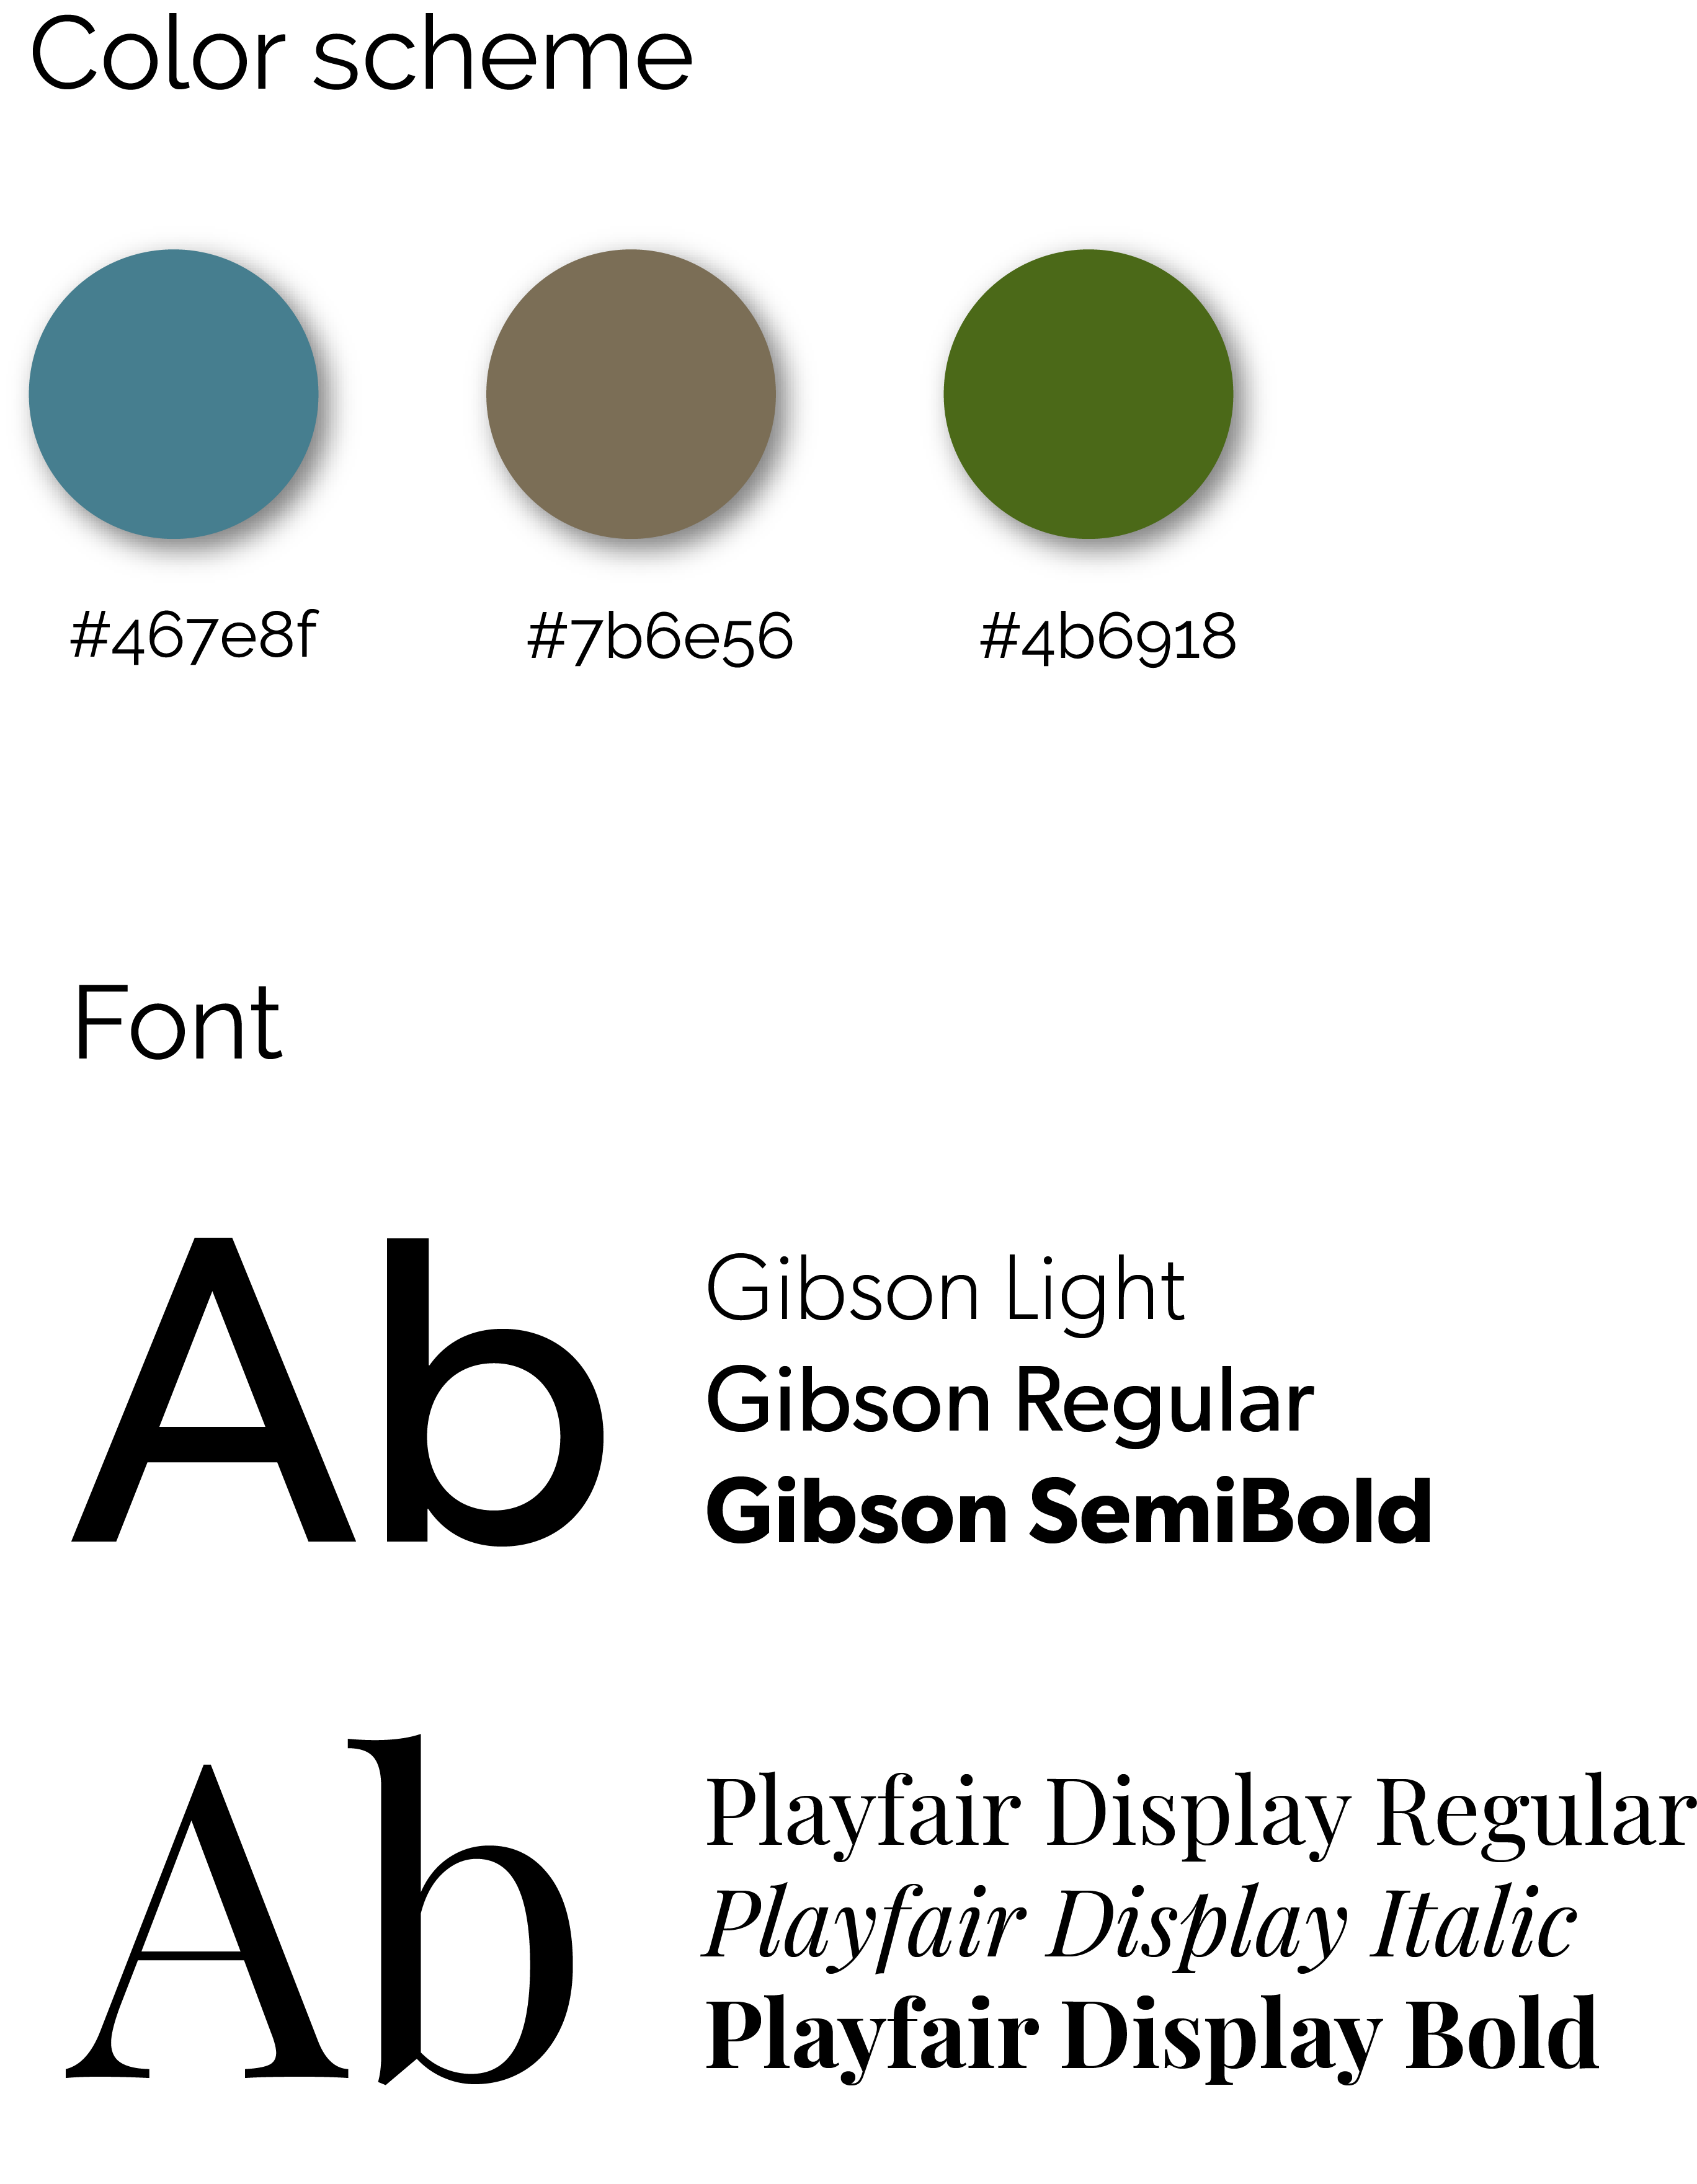 Color scheme
#467e8f #7b6e56 #4b6918
Font
Ab
Gibson Light
Gibson Regular
Gibson SemiBold
Ab
Playfair Display Regular
Playfair Display Italic
Playfair Display Bold